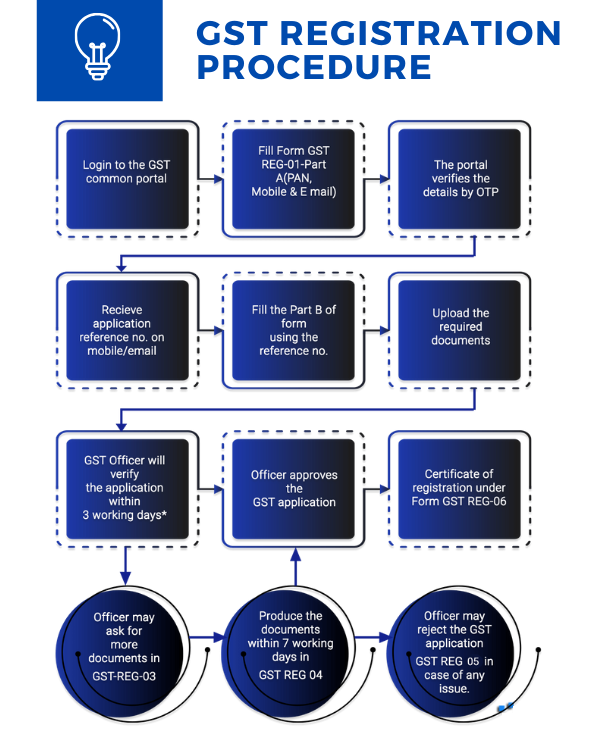 GST REGISTRATION
PROCEDURE
Login to the GST
common portal
Fill Form GST
REG-01-Part
A(PAN,
Mobile & E mail)
The portal
verifies the
details by OTP
Recieve
application
reference no. on
mobile/email
Fill the Part B of
form
using the
reference no.
Upload the
required
documents
GST Officer will
verify
the application
within
3 working days*
Officer approves
the
GST application
Certificate of
registration under
Form GST REG-06
Officer may
ask for
more
documents in
GST-REG-03
Produce the
documents
within 7 working
days in
GST REG 04
Officer may
reject the GST
application
GST REG 05 in
case of any
issue.